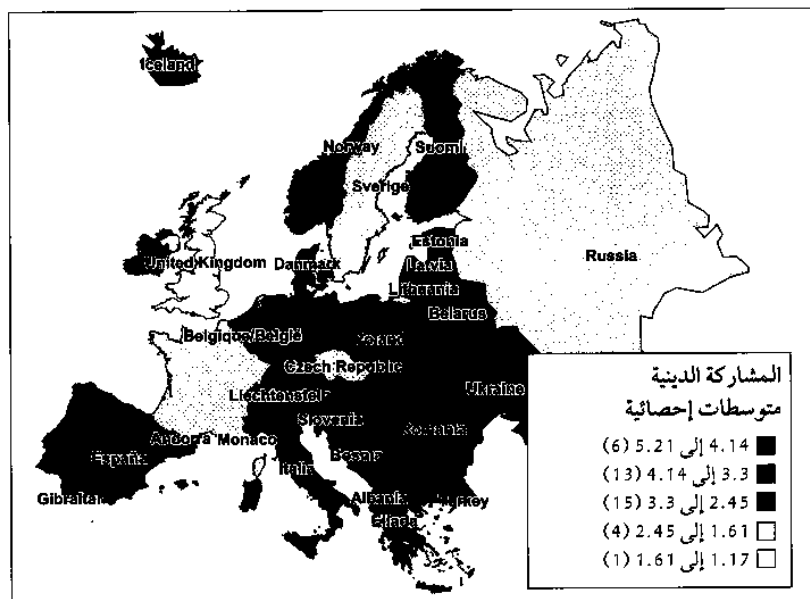 Iceland
Norway
Suomi
Sverige
Estonia
Russia
United Kingdom
Danmark
Latvia
Lithuania
Belarus
Belgique/België
Poland
Czech Republic
Ukraine
Liechtenstein
Slovenia
Romania
Andorra
Monaco
Bosnia
España
Italia
Gibraltar
Albania
Turkey
Ellada
المشاركة الدينية
متوسطات إحصائية
4.14 إلى 5.21 (6)
3.3 إلى 4.14 (13)
2.45 إلى 3.3 (15)
1.61 إلى 2.45 (4)
1.17 إلى 1.61 (1)